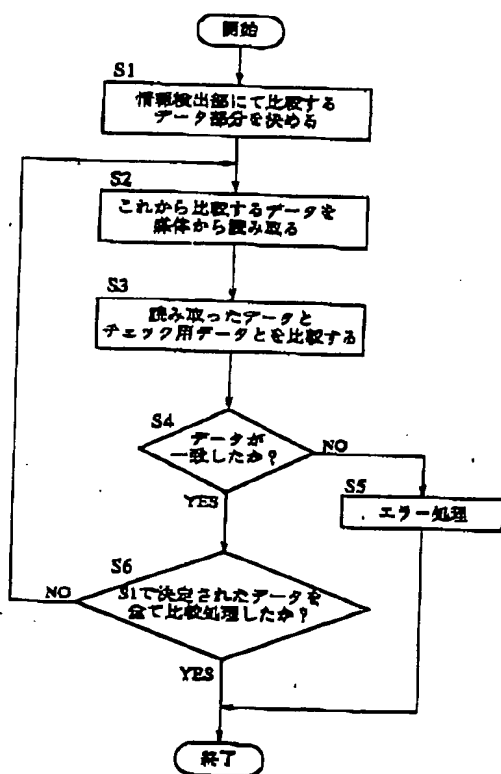 開始
S1
情報検出部にて比較する
データ部分を決める
S2
これから比較するデータを
媒体から読み取る
S3
読み取ったデータと
チェック用データとを比較する
S4
データが
一致したか?
NO
YES
S5
エラー処理
S6
S1で決定されたデータを
全て比較処理したか?
NO
YES
終了